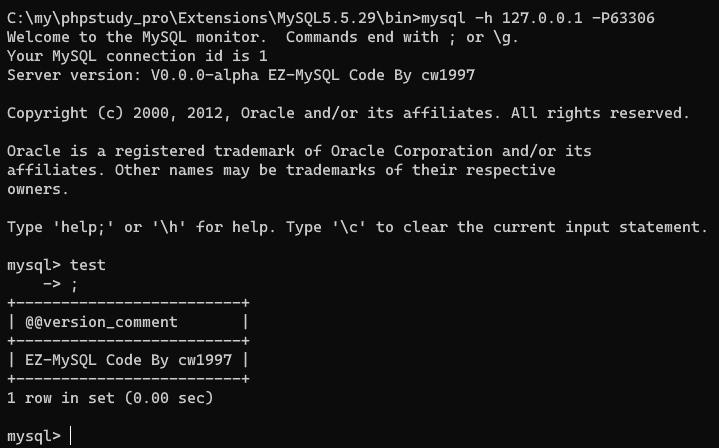 C:\my\phpstudy_pro\Extensions\MySQL5.5.29\bin>mysql -h 127.0.0.1 -P63306
Welcome to the MySQL monitor.  Commands end with ; or \g.
Your MySQL connection id is 1
Server version: V0.0.0-alpha EZ-MySQL Code By cw1997

Copyright (c) 2000, 2012, Oracle and/or its affiliates. All rights reserved.

Oracle is a registered trademark of Oracle Corporation and/or its
affiliates. Other names may be trademarks of their respective
owners.

Type 'help;' or '\h' for help. Type '\c' to clear the current input statement.

mysql> test
    -> ;
+-------------------------+
| @@version_comment       |
+-------------------------+
| EZ-MySQL Code By cw1997 |
+-------------------------+
1 row in set (0.00 sec)

mysql>